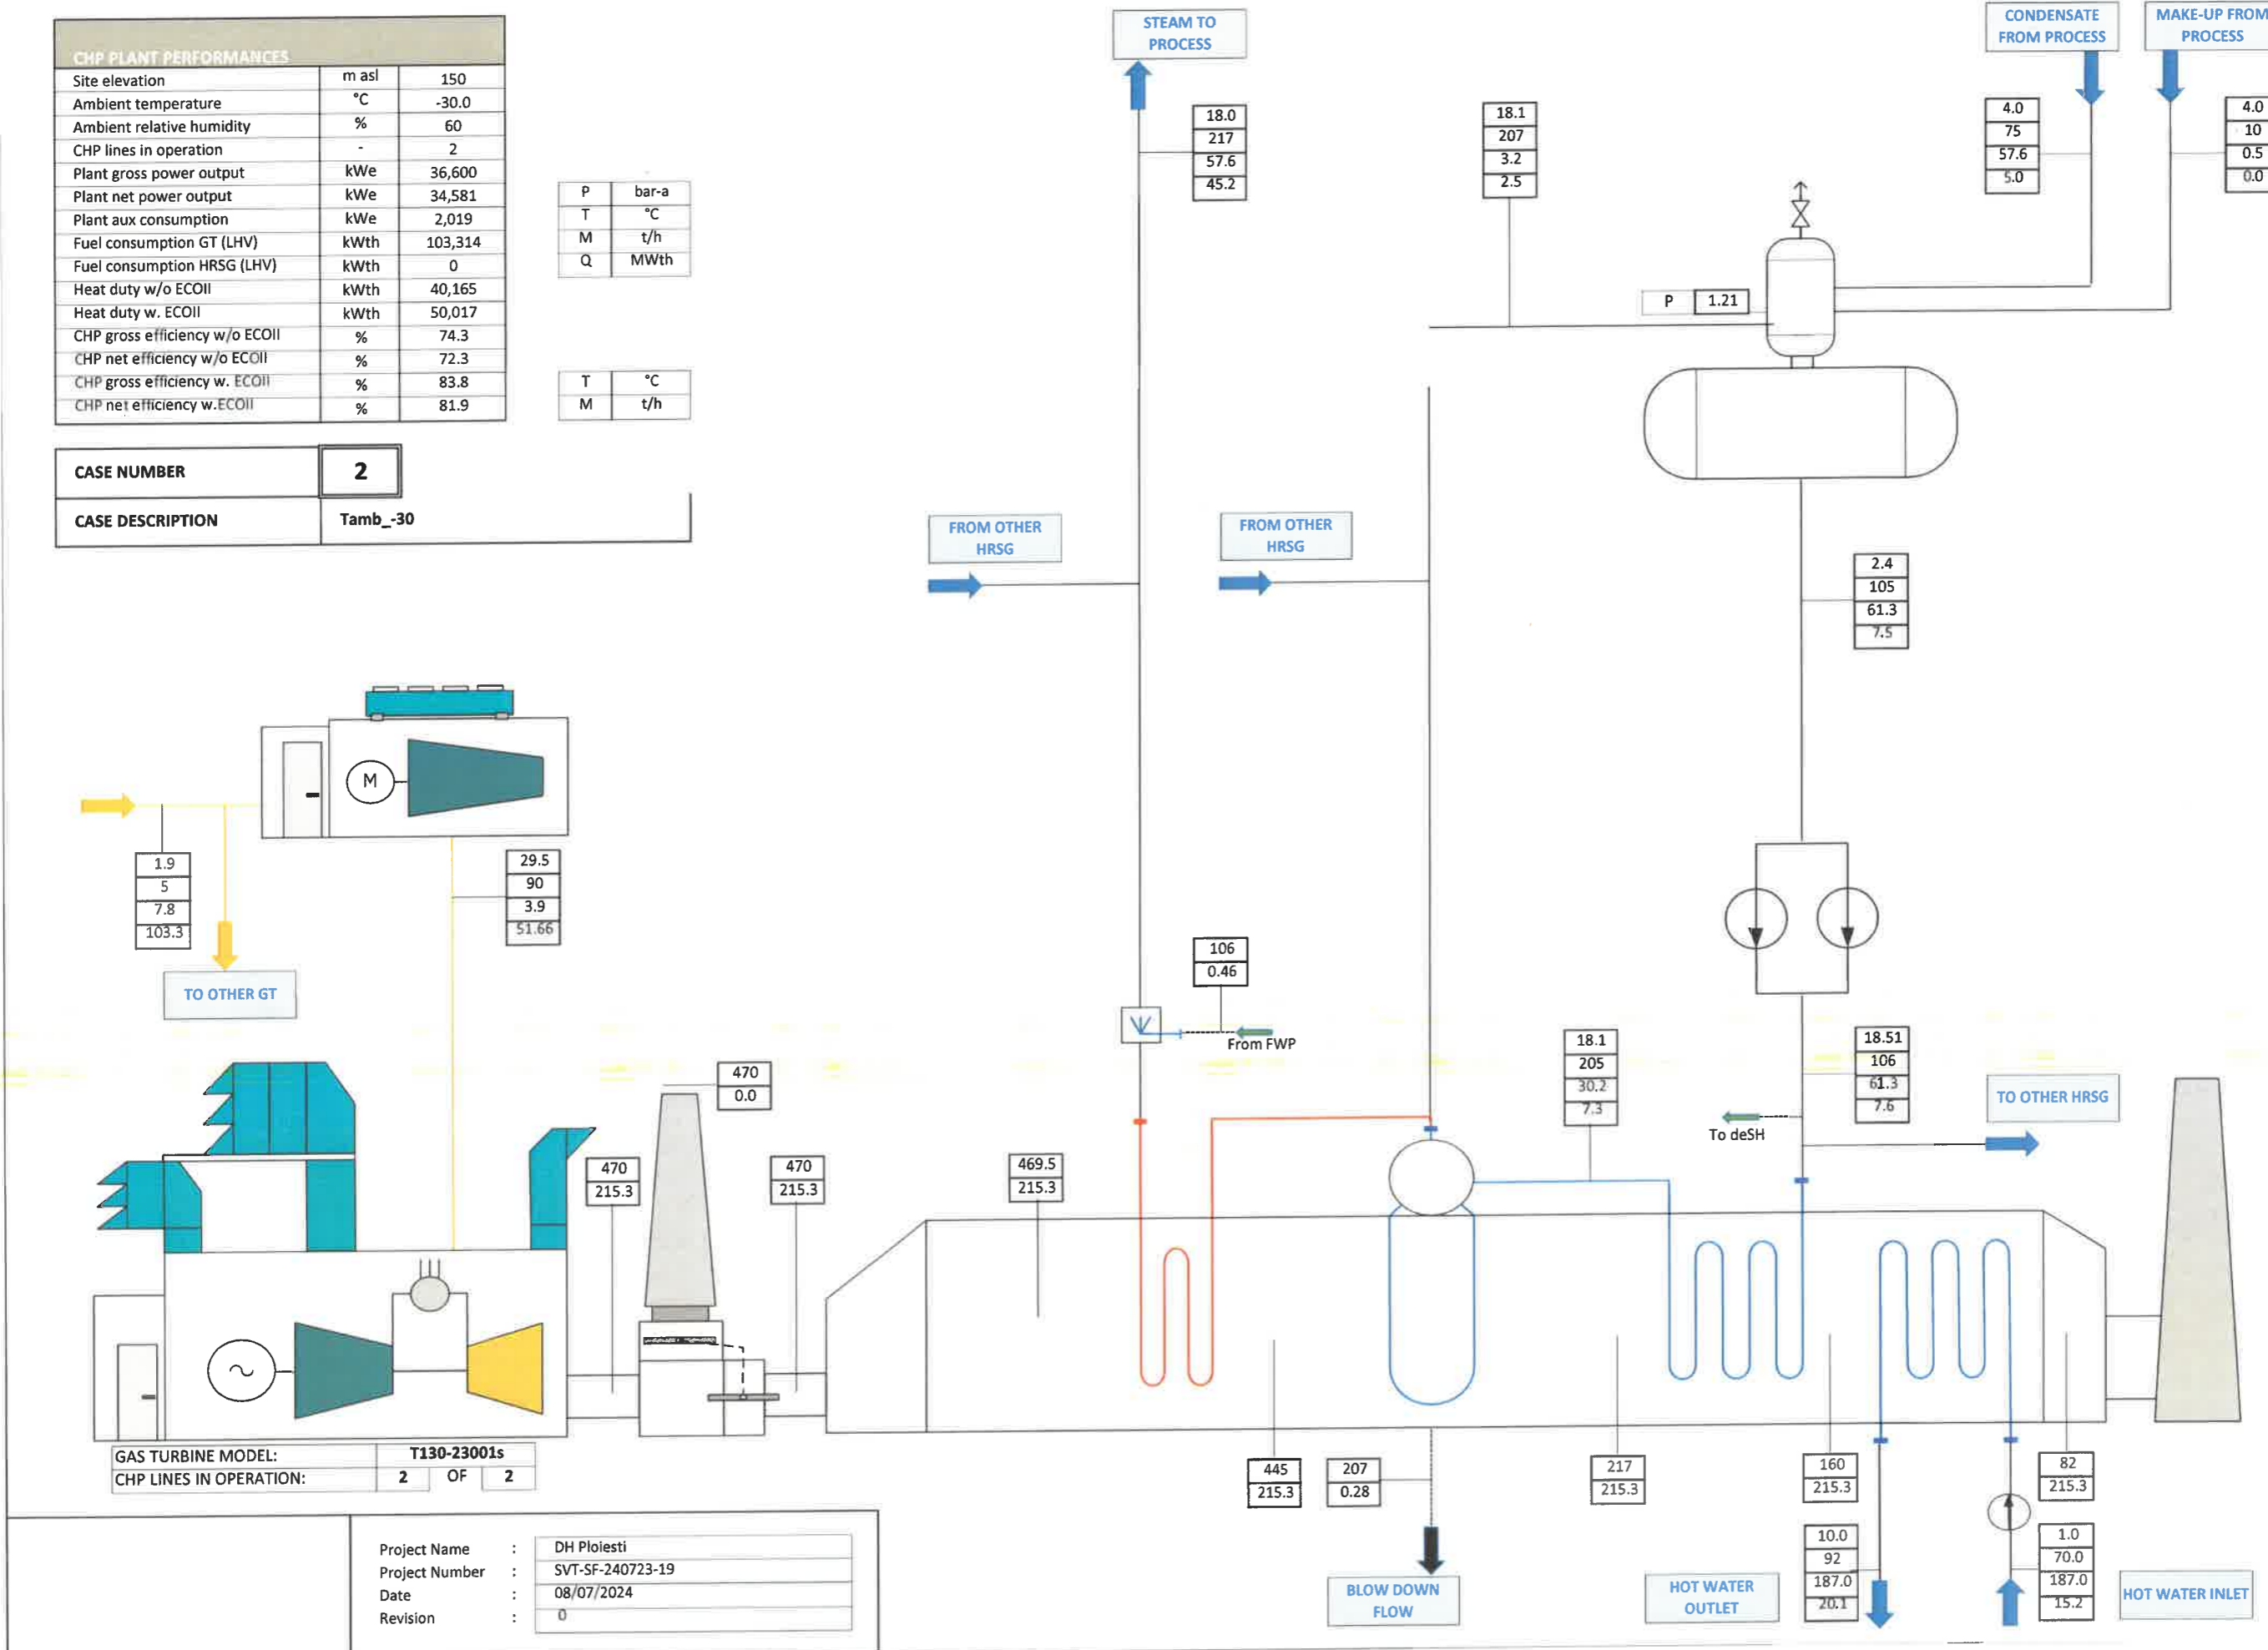 CHP PLANT PERFORMANCES
Site elevation m asl 150
Ambient temperature °C -30.0
Ambient relative humidity % 60
CHP lines in operation - 2
Plant gross power output kWe 36,600
Plant net power output kWe 34,581
Plant aux consumption kWe 2,019
Fuel consumption GT (LHV) kWth 103,314
Fuel consumption HRSG (LHV) kWth 0
Heat duty w/o ECOII kWth 40,165
Heat duty w. ECOII kWth 50,017
CHP gross efficiency w/o ECOII % 74.3
CHP net efficiency w/o ECOII % 72.3
CHP gross efficiency w. ECOII % 83.8
CHP net efficiency w.ECOII % 81.9
P bar-a
T °C
M t/h
Q MWth
T °C
M t/h
CASE NUMBER 2
CASE DESCRIPTION Tamb_-30
STEAM TO
PROCESS
18.0
217
57.6
45.2
18.1
207
3.2
2.5
CONDENSATE
FROM PROCESS
4.0
75
57.6
5.0
MAKE-UP FROM
PROCESS
4.0
10
0.5
0.0
P 1.21
FROM OTHER
HRSG
FROM OTHER
HRSG
2.4
105
61.3
7.5
M
1.9
5
7.8
103.3
29.5
90
3.9
51.66
TO OTHER GT
106
0.46
From FWP
18.1
205
30.2
7.3
18.51
106
61.3
7.6
To deSH
TO OTHER HRSG
470
0.0
470
215.3
470
215.3
469.5
215.3
GAS TURBINE MODEL: T130-23001s
CHP LINES IN OPERATION: 2 OF 2
445
215.3
207
0.28
217
215.3
160
215.3
82
215.3
BLOW DOWN
FLOW
HOT WATER
OUTLET
10.0
92
187.0
20.1
1.0
70.0
187.0
15.2
HOT WATER INLET
Project Name : DH Ploiesti
Project Number : SVT-SF-240723-19
Date : 08/07/2024
Revision : 0